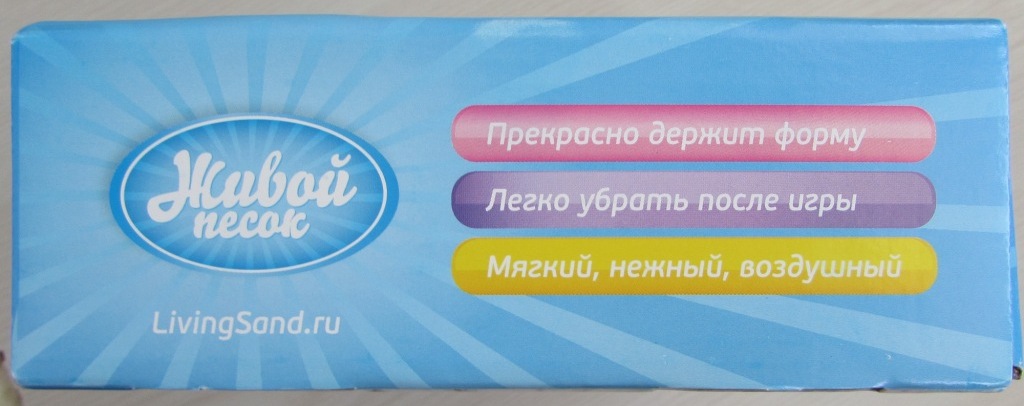 Живой
песок
LivingSand.ru
Прекрасно держит форму
Легко убрать после игры
Мягкий, нежный, воздушный